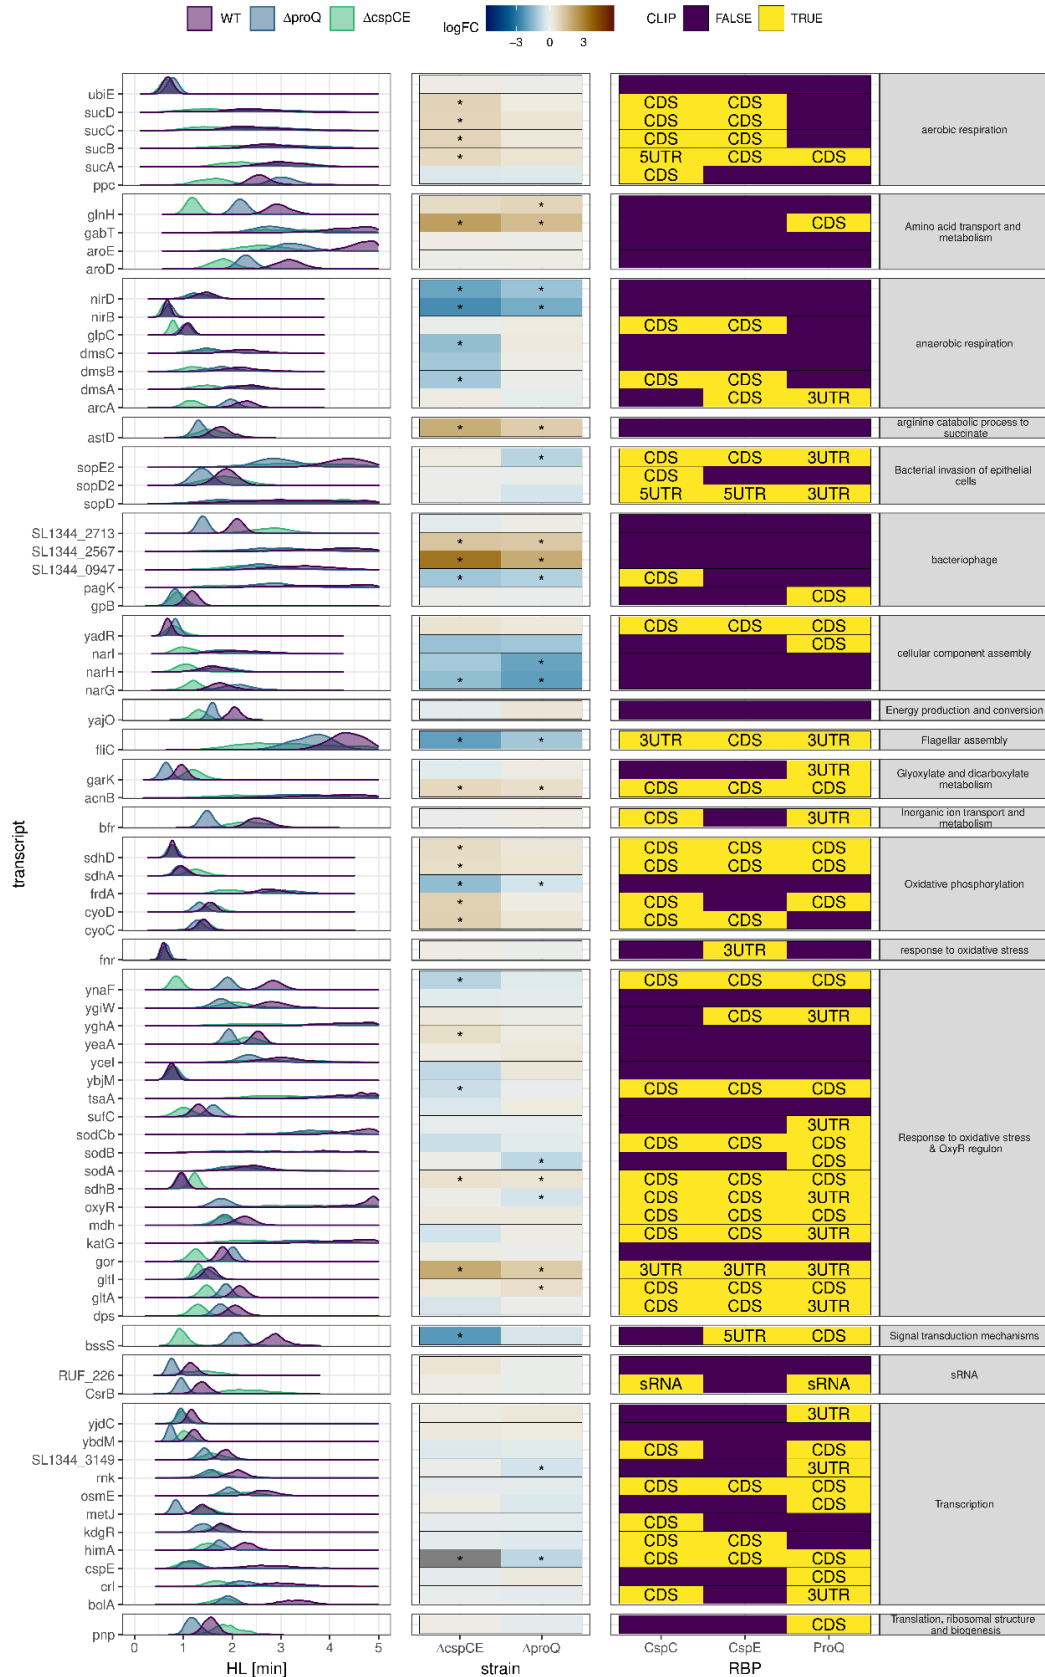 WT ΔproQ ΔcspCE logFC −3 0 3 CLIP FALSE TRUE
transcript
ubiE
sucD
sucC
sucB
sucA
ppc
* * * *
CDS CDS
CDS CDS
CDS CDS
5UTR CDS CDS
CDS
aerobic respiration
glnH
gabT
aroE
aroD
*
* *
CDS
Amino acid transport and
metabolism
nirD
nirB
glpC
dmsC
dmsB
dmsA
arcA
* *
* *
*
*
CDS CDS
CDS CDS
CDS 3UTR
anaerobic respiration
astD
* *
arginine catabolic process to
succinate
sopE2
sopD2
sopD
*
CDS CDS 3UTR
CDS
5UTR 5UTR 3UTR
Bacterial invasion of epithelial
cells
SL1344_2713
SL1344_2567
SL1344_0947
pagK
gpB
* *
* *
* *
CDS
CDS
bacteriophage
yadR
narI
narH
narG
*
* *
CDS CDS CDS
CDS
cellular component assembly
yajO
Energy production and conversion
fliC
* *
3UTR CDS 3UTR
Flagellar assembly
garK
acnB
* *
3UTR
CDS CDS CDS
Glyoxylate and dicarboxylate
metabolism
bfr
CDS 3UTR
Inorganic ion transport and
metabolism
sdhD
sdhA
frdA
cyoD
cyoC
*
*
* *
*
*
CDS CDS CDS
CDS CDS CDS
CDS CDS
CDS CDS
Oxidative phosphorylation
fnr
3UTR
response to oxidative stress
ynaF
ygiW
yghA
yeaA
yceI
ybjM
tsaA
sufC
sodCb
sodB
sodA
sdhB
oxyR
mdh
katG
gor
gltI
gltA
dps
*
*
*
*
* *
*
* *
*
CDS CDS CDS
CDS 3UTR
CDS CDS CDS
3UTR
CDS CDS CDS
CDS
CDS CDS CDS
CDS CDS 3UTR
CDS CDS CDS
CDS CDS 3UTR
3UTR 3UTR 3UTR
CDS CDS CDS
CDS CDS 3UTR
Response to oxidative stress
& OxyR regulon
bssS
*
5UTR CDS
Signal transduction mechanisms
RUF_226
CsrB
sRNA sRNA
sRNA
yjdC
ybdM
SL1344_3149
rnk
osmE
metJ
kdgR
himA
cspE
crl
bolA
*
* *
3UTR
CDS CDS
3UTR
CDS CDS CDS
CDS
CDS
CDS CDS
CDS CDS CDS
CDS
CDS 3UTR
Transcription
pnp
CDS
Translation, ribosomal structure
and biogenesis
0 1 2 3 4 5 ΔcspCE ΔproQ CspC CspE ProQ
HL [min] strain RBP